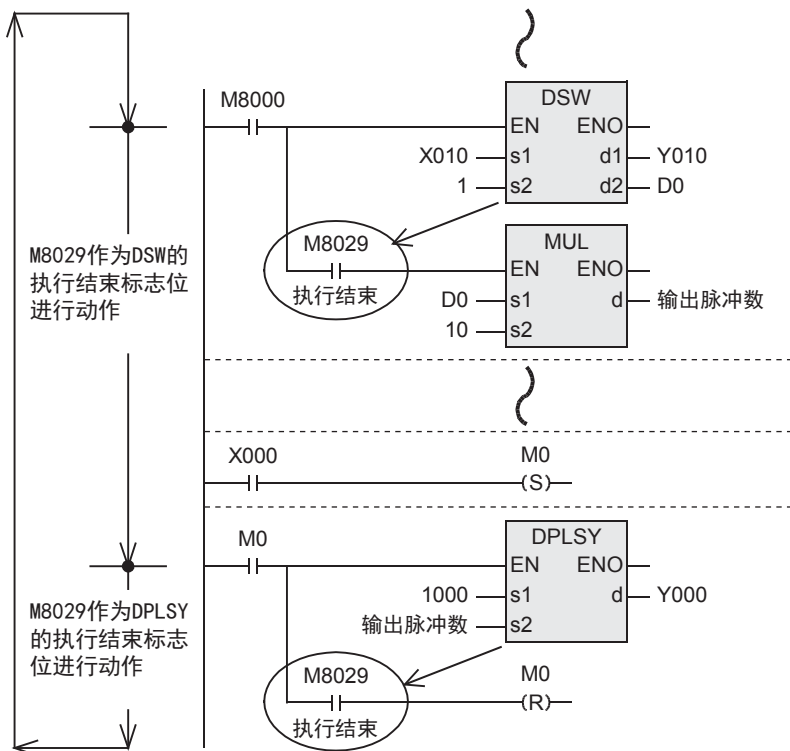 DSW
M8000
EN ENO
X010 s1 d1 Y010
1 s2 d2 D0
M8029作为DSW的
执行结束标志位
进行动作
M8029
执行结束
MUL
EN ENO
D0 s1 d 输出脉冲数
10 s2
X000
M0
(S)
M0
DPLSY
EN ENO
1000 s1 d Y000
输出脉冲数 s2
M8029作为DPLSY
的执行结束标志
位进行动作
M8029
执行结束
M0
(R)